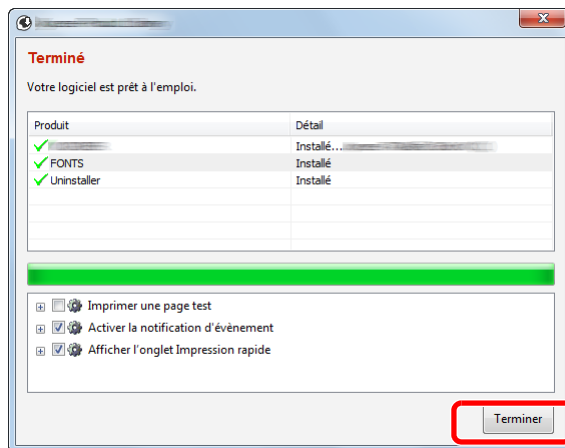 Terminé
Votre logiciel est prêt à l'emploi.
Produit Détail
Installé...
FONTS Installé
Uninstaller Installé
Imprimer une page test
Activer la notification d'évènement
Afficher l'onglet Impression rapide
Terminer